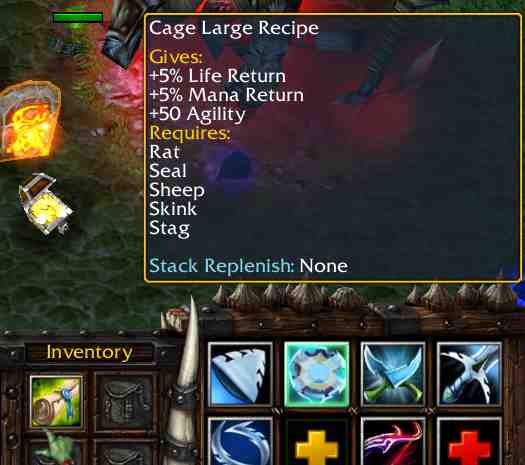 Cage Large Recipe
Gives:
+5% Life Return
+5% Mana Return
+50 Agility
Requires:
Rat
Seal
Sheep
Skink
Stag
Stack Replenish: None
Inventory